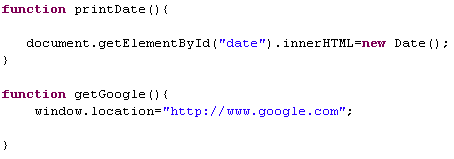 function printDate(){
document.getElementById("date").innerHTML=new Date();
}
function getGoogle(){
window.location="http://www.google.com";
}